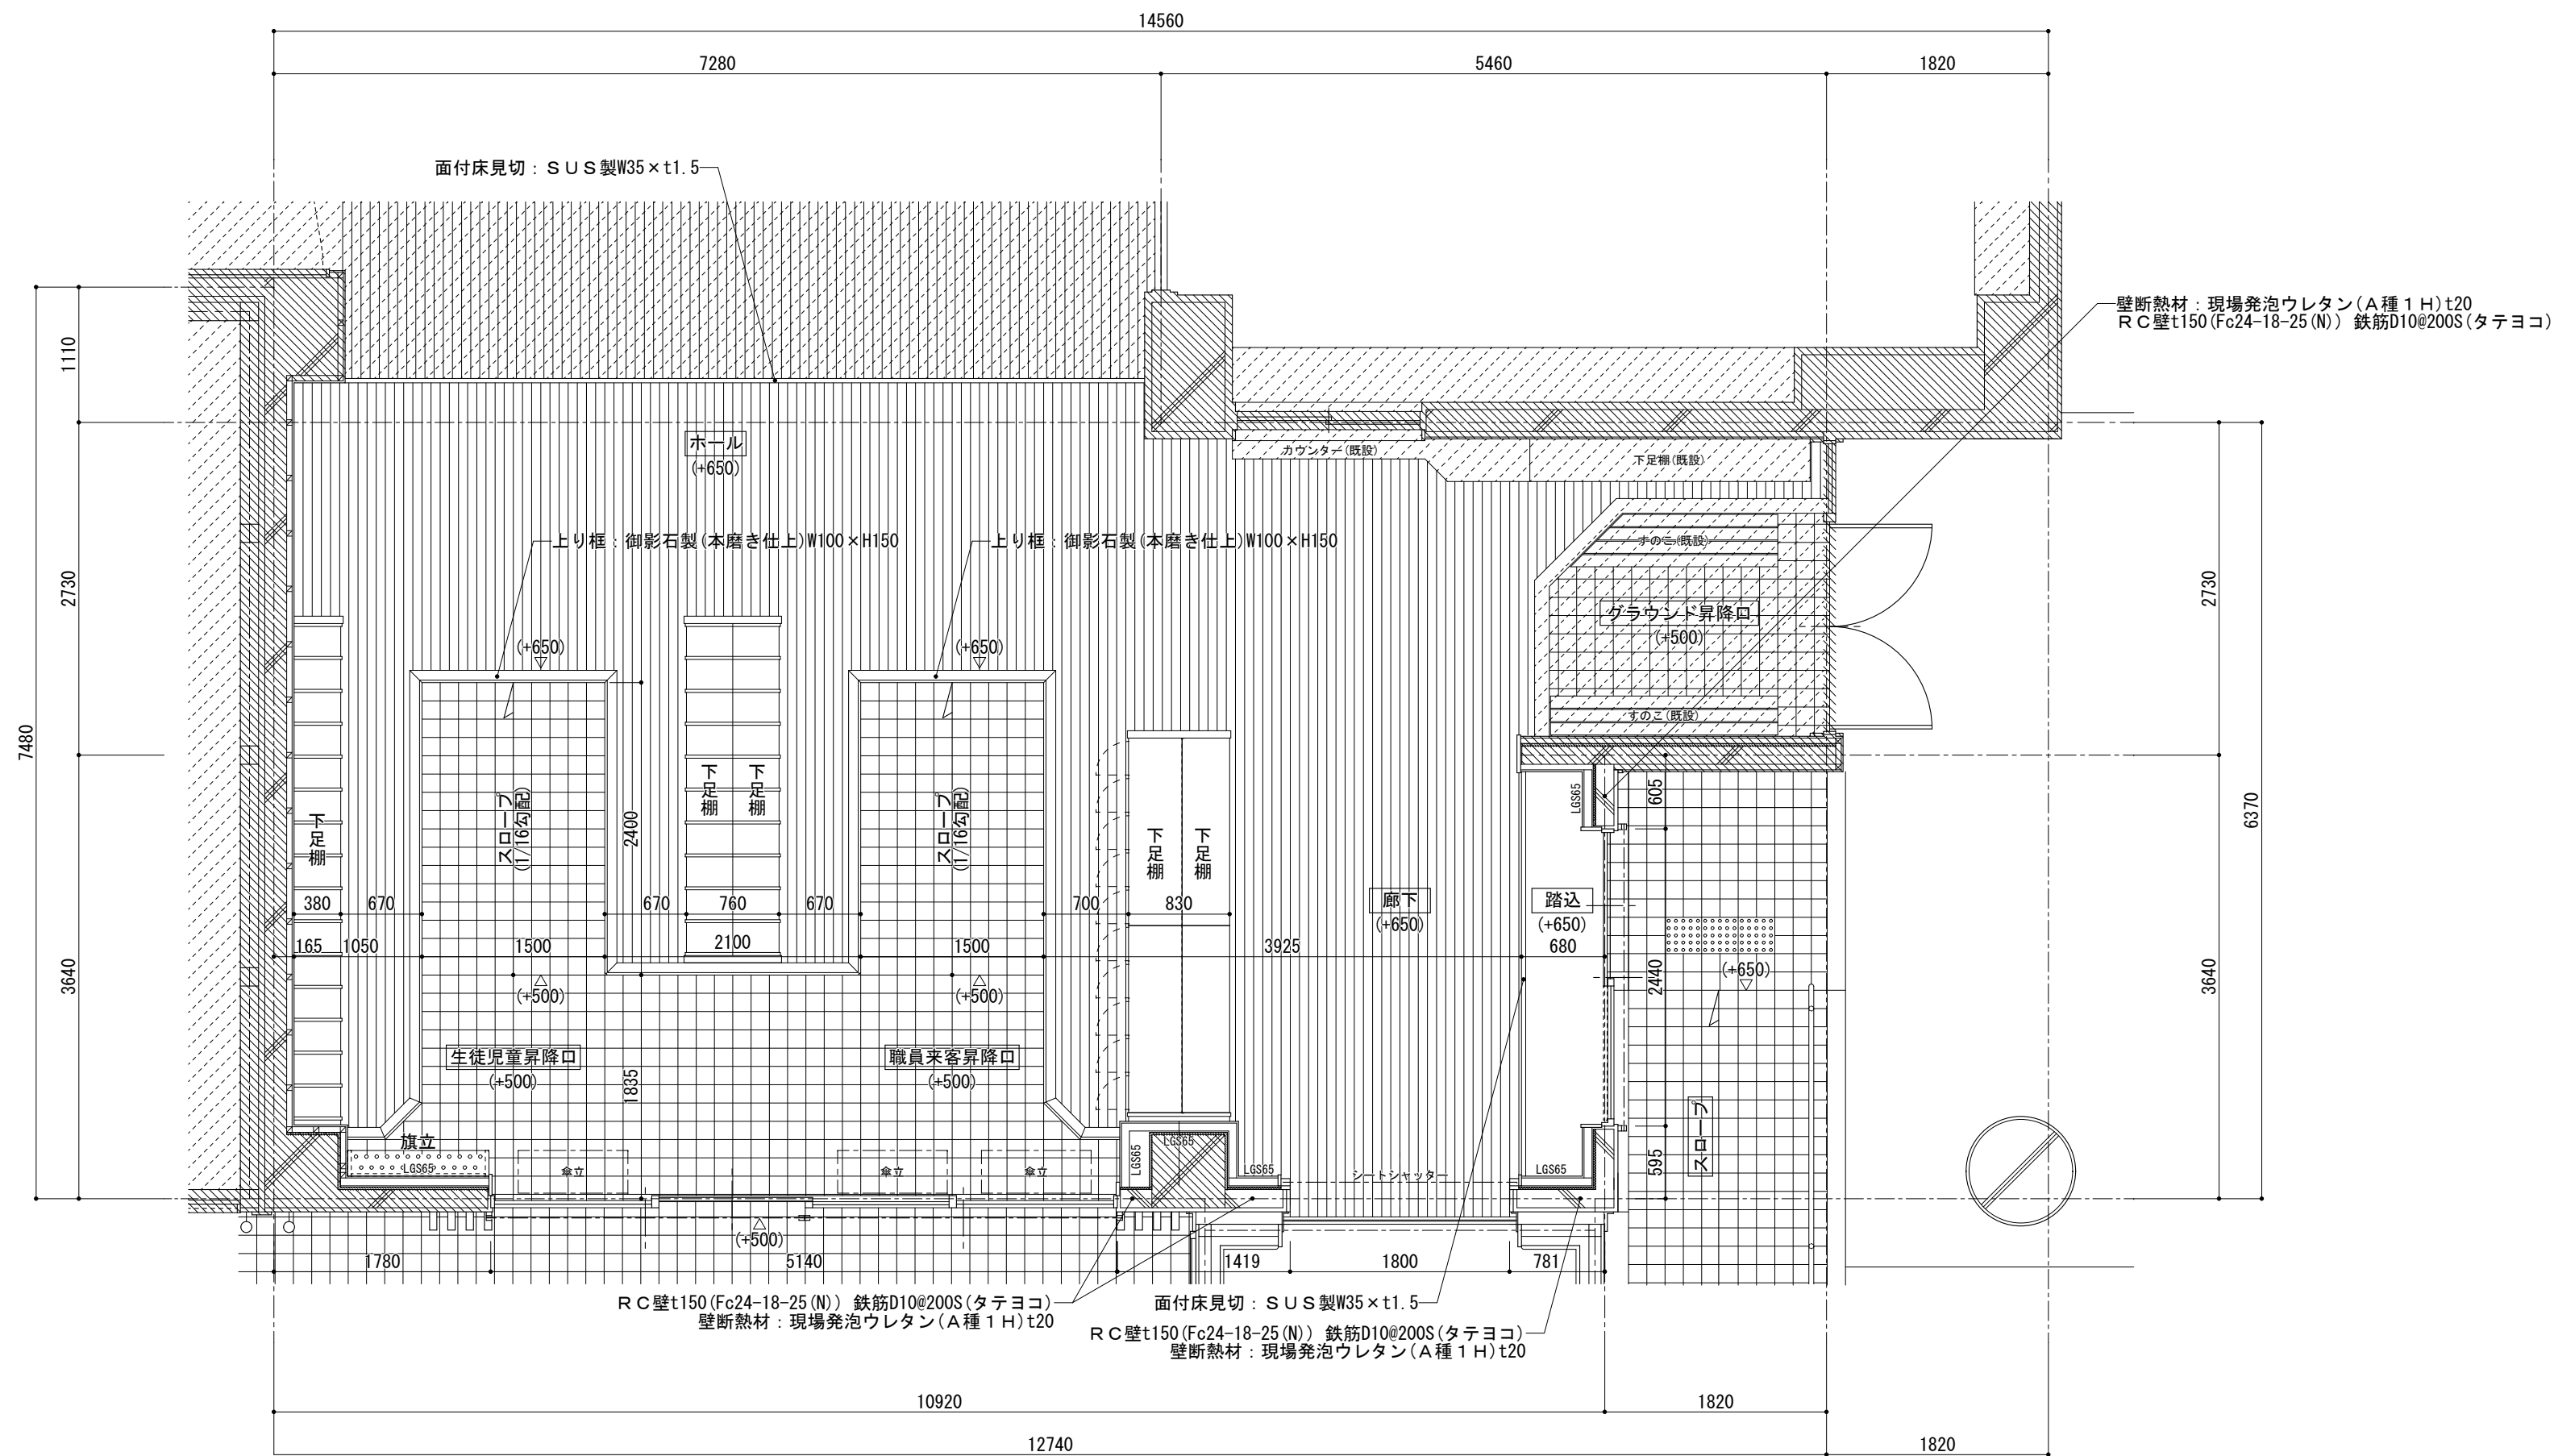 14560
7280
5460
1820
面付床見切：ＳＵＳ製W35×t1.5
壁断熱材：現場発泡ウレタン(Ａ種１Ｈ)t20
ＲＣ壁t150(Fc24-18-25(N)) 鉄筋D10@200S(タテヨコ)
1110
2730
3640
7480
ホール
(+650)
カウンター(既設)
下足棚(既設)
上り框：御影石製(本磨き仕上)W100×H150
上り框：御影石製(本磨き仕上)W100×H150
すのこ(既設)
グラウンド昇降口
(+500)
すのこ(既設)
2730
3640
6370
(+650)
(+650)
スロープ
(1/16勾配)
2400
下足棚
下足棚
下足棚
スロープ
(1/16勾配)
下足棚
下足棚
LGS65
605
380
670
670
760
670
700
830
廊下
(+650)
踏込
(+650)
165
1050
1500
2100
1500
3925
680
2440
(+650)
(+500)
(+500)
生徒児童昇降口
(+500)
1835
職員来客昇降口
(+500)
スロープ
旗立
LGS65
傘立
傘立
傘立
LGS65
LGS65
LGS65
シートシャッター
LGS65
595
(+500)
1780
5140
1419
1800
781
ＲＣ壁t150(Fc24-18-25(N)) 鉄筋D10@200S(タテヨコ)
壁断熱材：現場発泡ウレタン(Ａ種１Ｈ)t20
面付床見切：ＳＵＳ製W35×t1.5
ＲＣ壁t150(Fc24-18-25(N)) 鉄筋D10@200S(タテヨコ)
壁断熱材：現場発泡ウレタン(Ａ種１Ｈ)t20
10920
1820
12740
1820